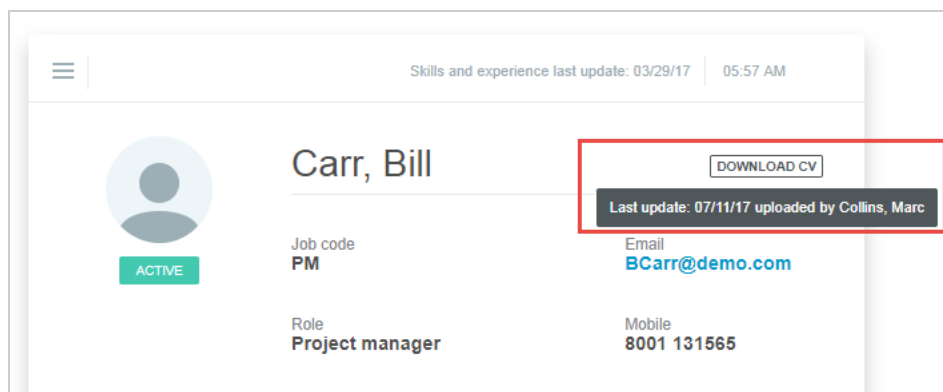 Skills and experience last update: 03/29/17 05:57 AM
Carr, Bill
DOWNLOAD CV
Last update: 07/11/17 uploaded by Collins, Marc
ACTIVE
Job code
PM
Email
BCarr@demo.com
Role
Project manager
Mobile
8001 131565